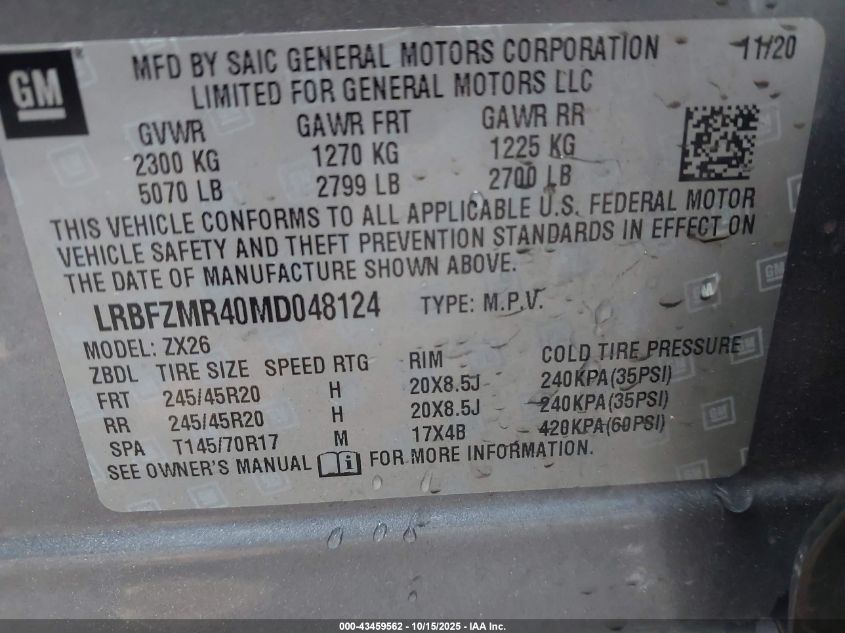 GM
MFD BY SAIC GENERAL MOTORS CORPORATION 11/20
LIMITED FOR GENERAL MOTORS LLC
GVWR GAWR FRT GAWR RR
2300 KG 1270 KG 1225 KG
5070 LB 2799 LB 2700 LB
THIS VEHICLE CONFORMS TO ALL APPLICABLE U.S. FEDERAL MOTOR
VEHICLE SAFETY AND THEFT PREVENTION STANDARDS IN EFFECT ON
THE DATE OF MANUFACTURE SHOWN ABOVE.
LRBFZMR40MD048124 TYPE: M.P.V.
MODEL: ZX26
ZBDL TIRE SIZE SPEED RTG RIM COLD TIRE PRESSURE
FRT 245/45R20 H 20X8.5J 240KPA(35PSI)
RR 245/45R20 H 20X8.5J 240KPA(35PSI)
SPA T145/70R17 M 17X4B 420KPA(60PSI)
SEE OWNER'S MANUAL FOR MORE INFORMATION.
000-43459562 - 10/15/2025 - IAA Inc.